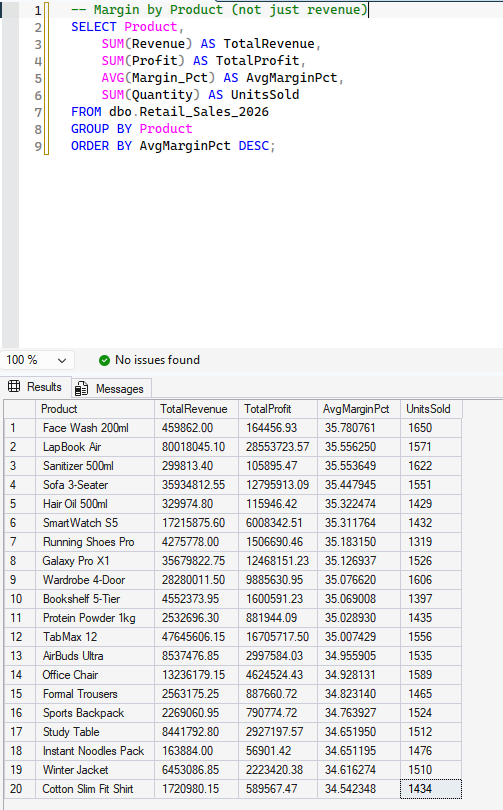 1 -- Margin by Product (not just revenue)
2 SELECT Product,
3 SUM(Revenue) AS TotalRevenue,
4 SUM(Profit) AS TotalProfit,
5 AVG(Margin_Pct) AS AvgMarginPct,
6 SUM(Quantity) AS UnitsSold
7 FROM dbo.Retail_Sales_2026
8 GROUP BY Product
9 ORDER BY AvgMarginPct DESC;
100 % No issues found
Results Messages
Product TotalRevenue TotalProfit AvgMarginPct UnitsSold
1 Face Wash 200ml 459862.00 164456.93 35.780761 1650
2 LapBook Air 80018045.10 28553723.57 35.556250 1571
3 Sanitizer 500ml 299813.40 105895.47 35.553649 1622
4 Sofa 3-Seater 35934812.55 12795913.09 35.447945 1551
5 Hair Oil 500ml 329974.80 115946.42 35.322474 1429
6 SmartWatch S5 17215875.60 6008342.51 35.311764 1432
7 Running Shoes Pro 4275778.00 1506690.46 35.183150 1319
8 Galaxy Pro X1 35679822.75 12468151.23 35.126937 1526
9 Wardrobe 4-Door 28280011.50 9885630.95 35.076620 1606
10 Bookshelf 5-Tier 4552373.95 1600591.23 35.069008 1397
11 Protein Powder 1kg 2532696.30 881944.09 35.028930 1435
12 TabMax 12 47645606.15 16705717.50 35.007429 1556
13 AirBuds Ultra 8537476.85 2997584.03 34.955905 1535
14 Office Chair 13236179.15 4624524.43 34.928131 1589
15 Formal Trousers 2563175.25 887660.72 34.823140 1465
16 Sports Backpack 2269060.95 790774.72 34.763927 1524
17 Study Table 8441792.80 2927197.57 34.651950 1512
18 Instant Noodles Pack 163884.00 56901.42 34.651195 1476
19 Winter Jacket 6453086.85 2223420.38 34.616274 1510
20 Cotton Slim Fit Shirt 1720980.15 589567.47 34.542348 1434